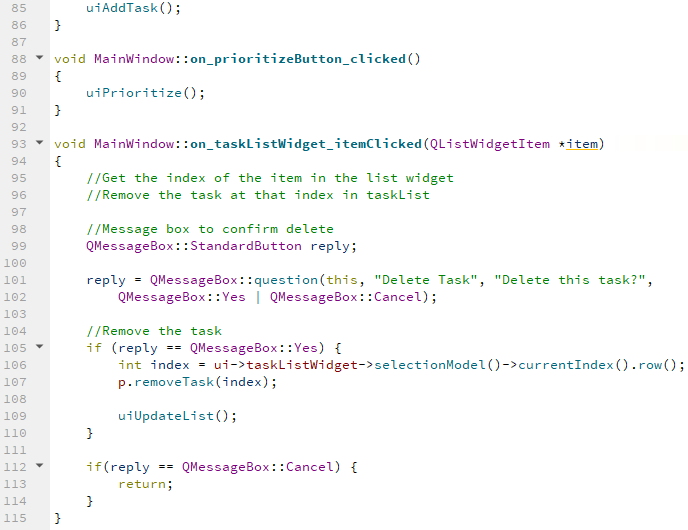 85 uiAddTask();
86 }
87
88 void MainWindow::on_prioritizeButton_clicked()
89 {
90 uiPrioritize();
91 }
92
93 void MainWindow::on_taskListWidget_itemClicked(QListWidgetItem *item)
94 {
95 //Get the index of the item in the list widget
96 //Remove the task at that index in taskList
97
98 //Message box to confirm delete
99 QMessageBox::StandardButton reply;
100
101 reply = QMessageBox::question(this, "Delete Task", "Delete this task?",
102 QMessageBox::Yes | QMessageBox::Cancel);
103
104 //Remove the task
105 if (reply == QMessageBox::Yes) {
106 int index = ui->taskListWidget->selectionModel()->currentIndex().row();
107 p.removeTask(index);
108
109 uiUpdateList();
110 }
111
112 if(reply == QMessageBox::Cancel) {
113 return;
114 }
115 }